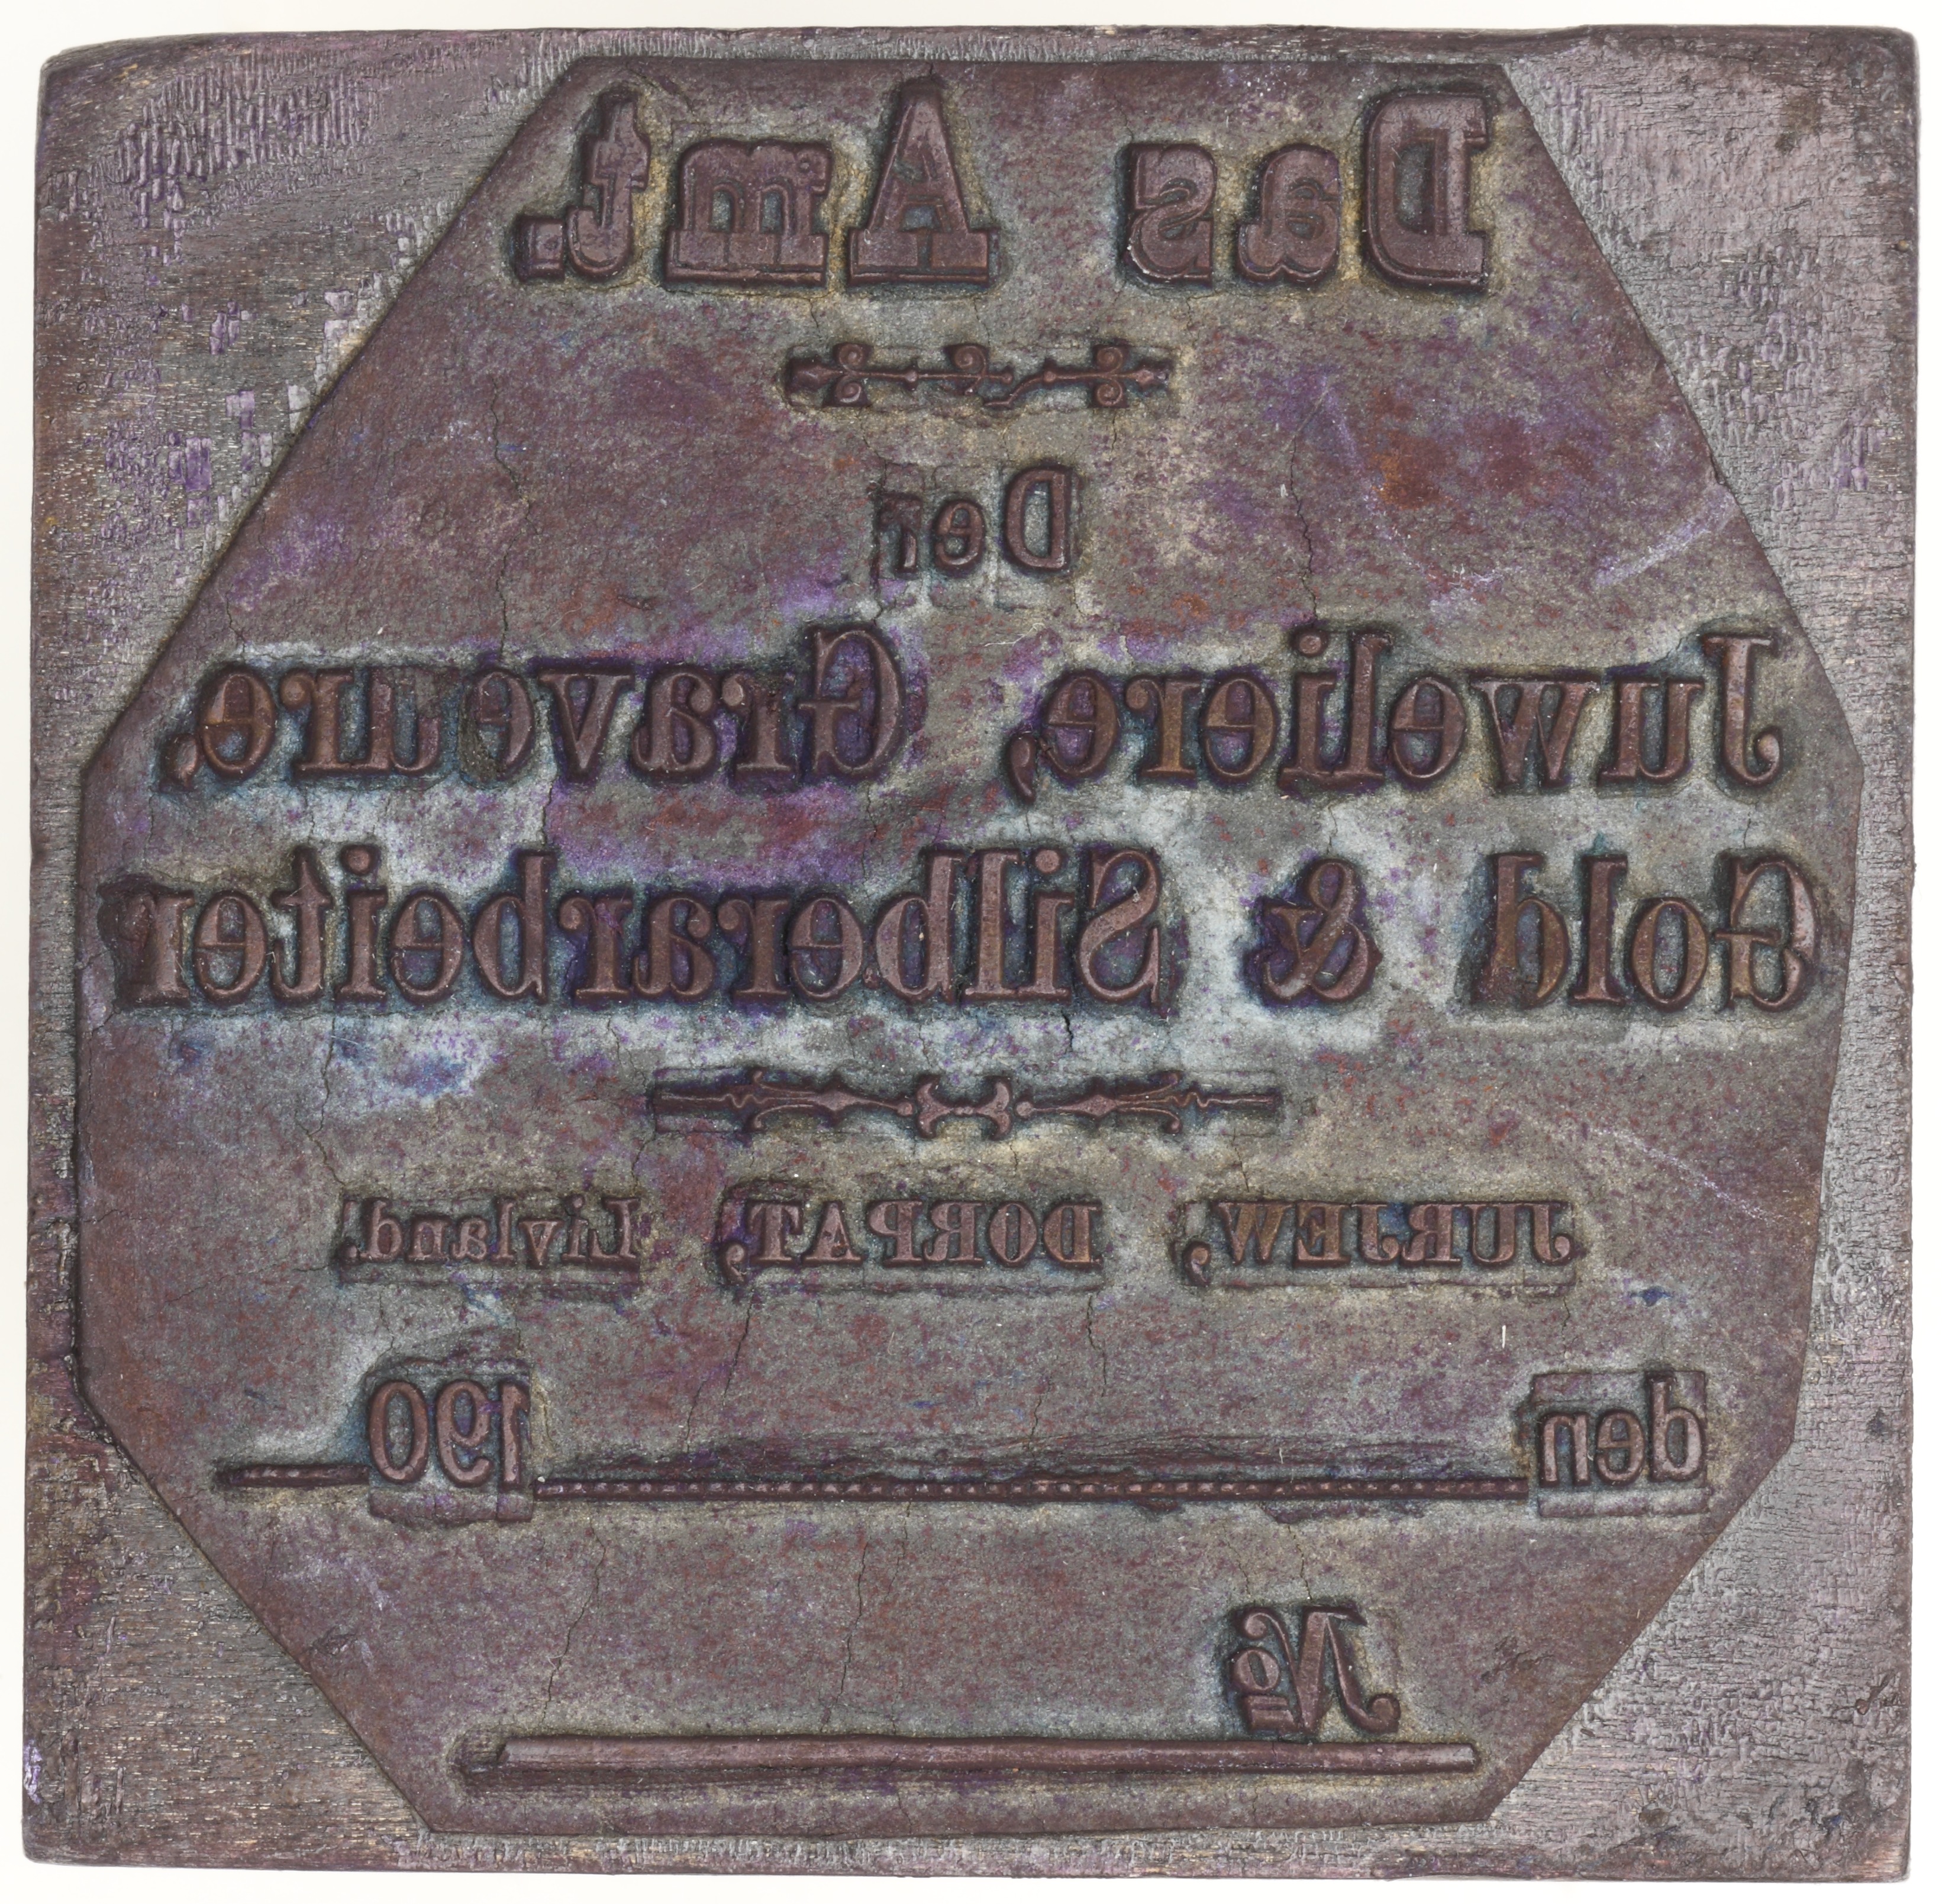 Das Amt.
Der
Juweliere, Graveure,
Gold & Silberarbeiter
JURJEW, DORPAT, Livland.
den 190
№